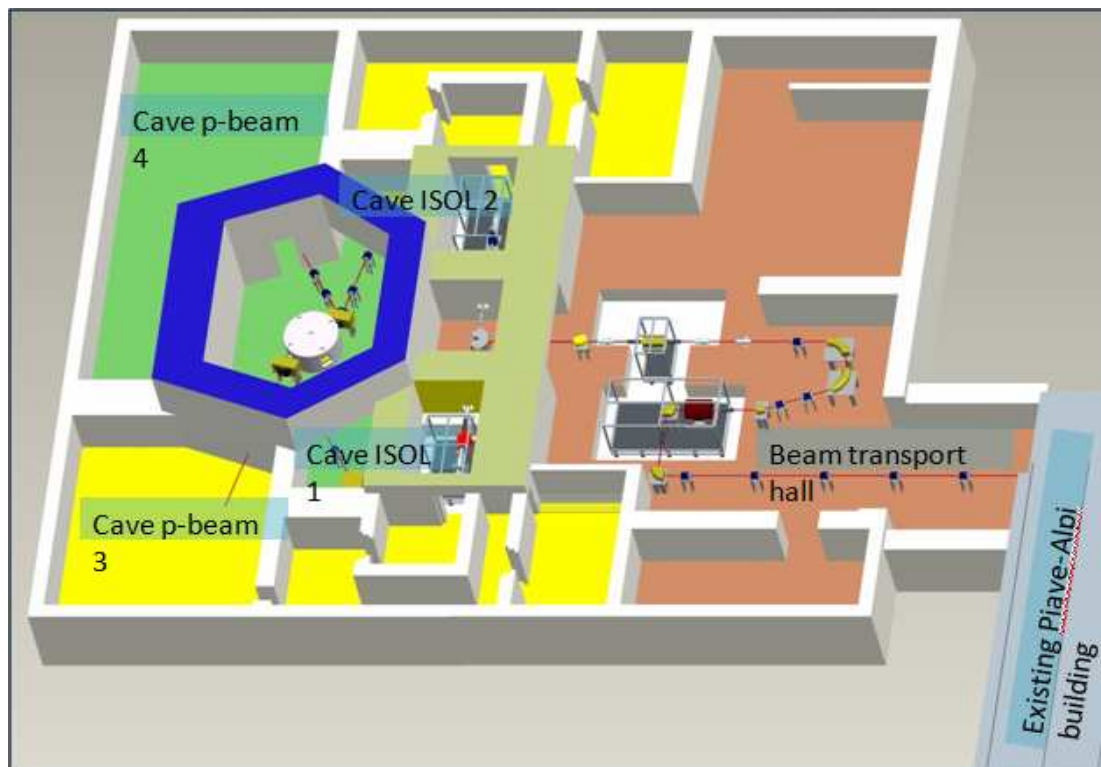 Cave p-beam
4
Cave ISOL 2
Cave ISOL
1
Beam transport
hall
Cave p-beam
3
Existing Piave-Alpi
building